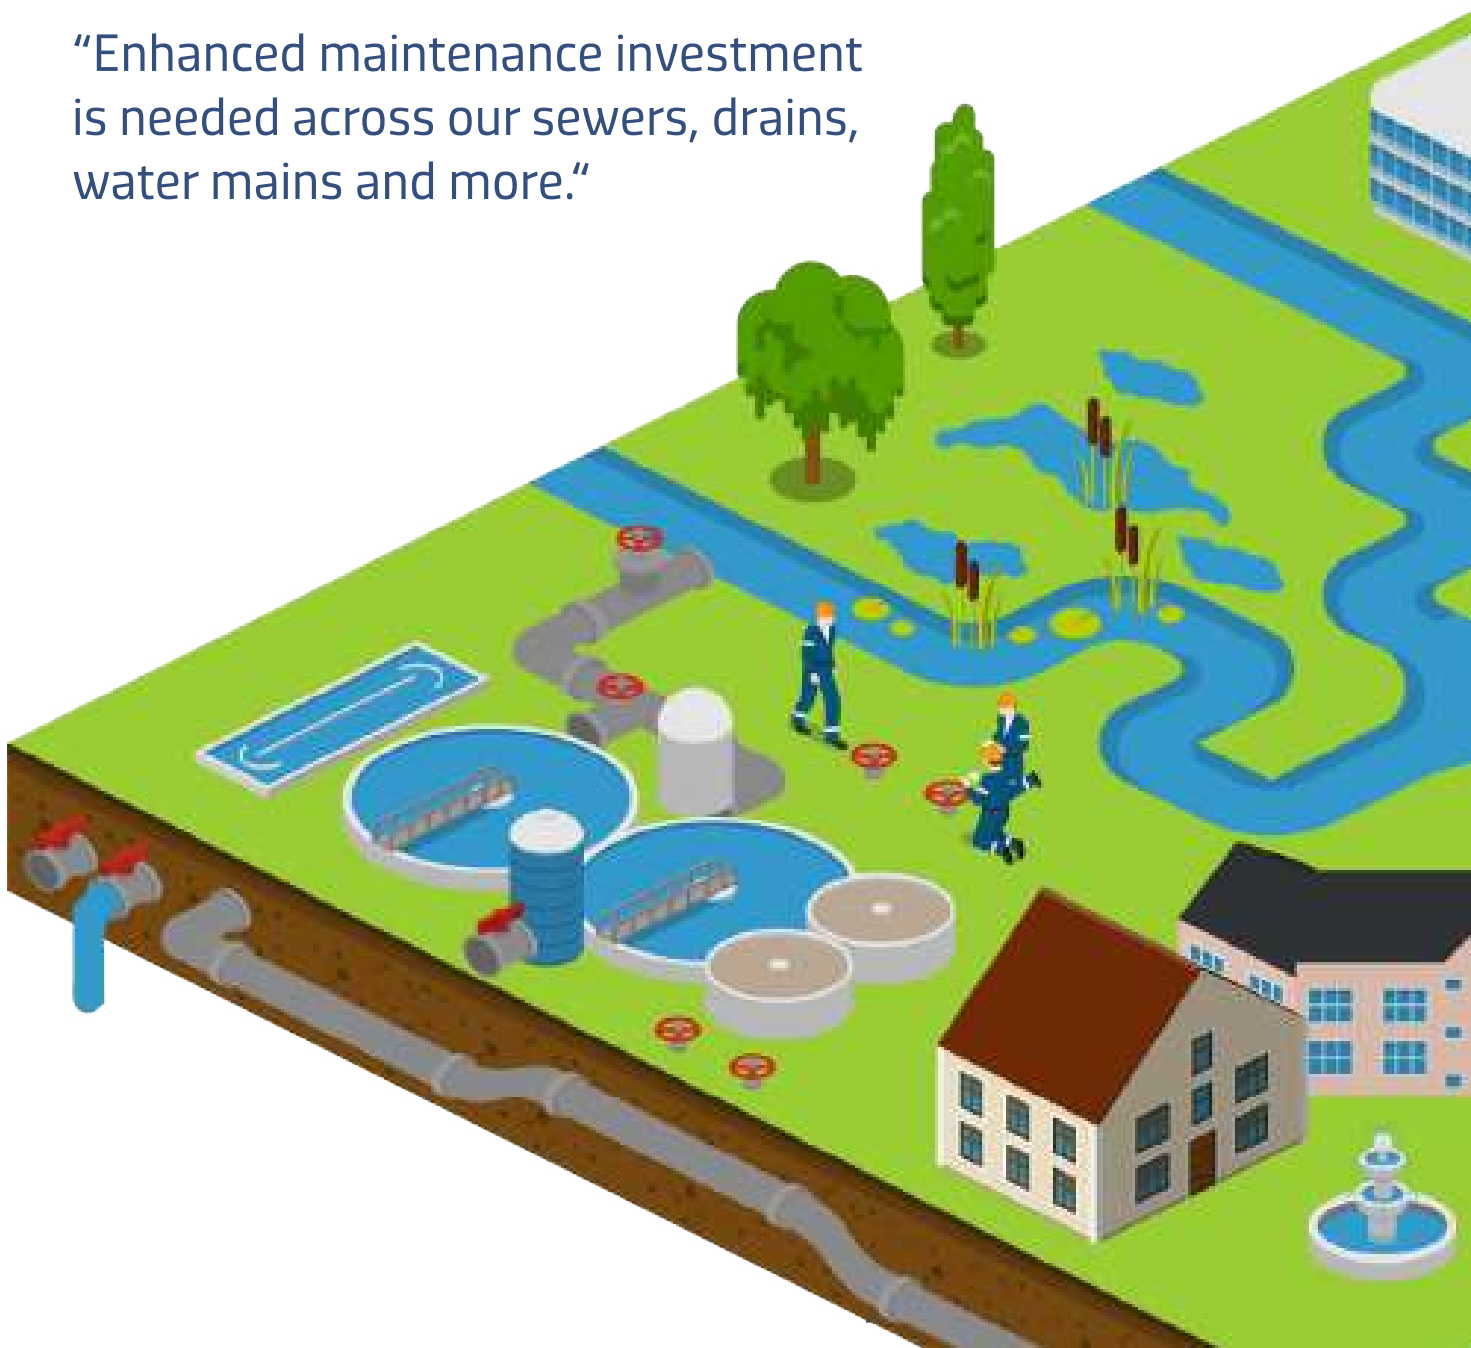 “Enhanced maintenance investment
is needed across our sewers, drains,
water mains and more.“